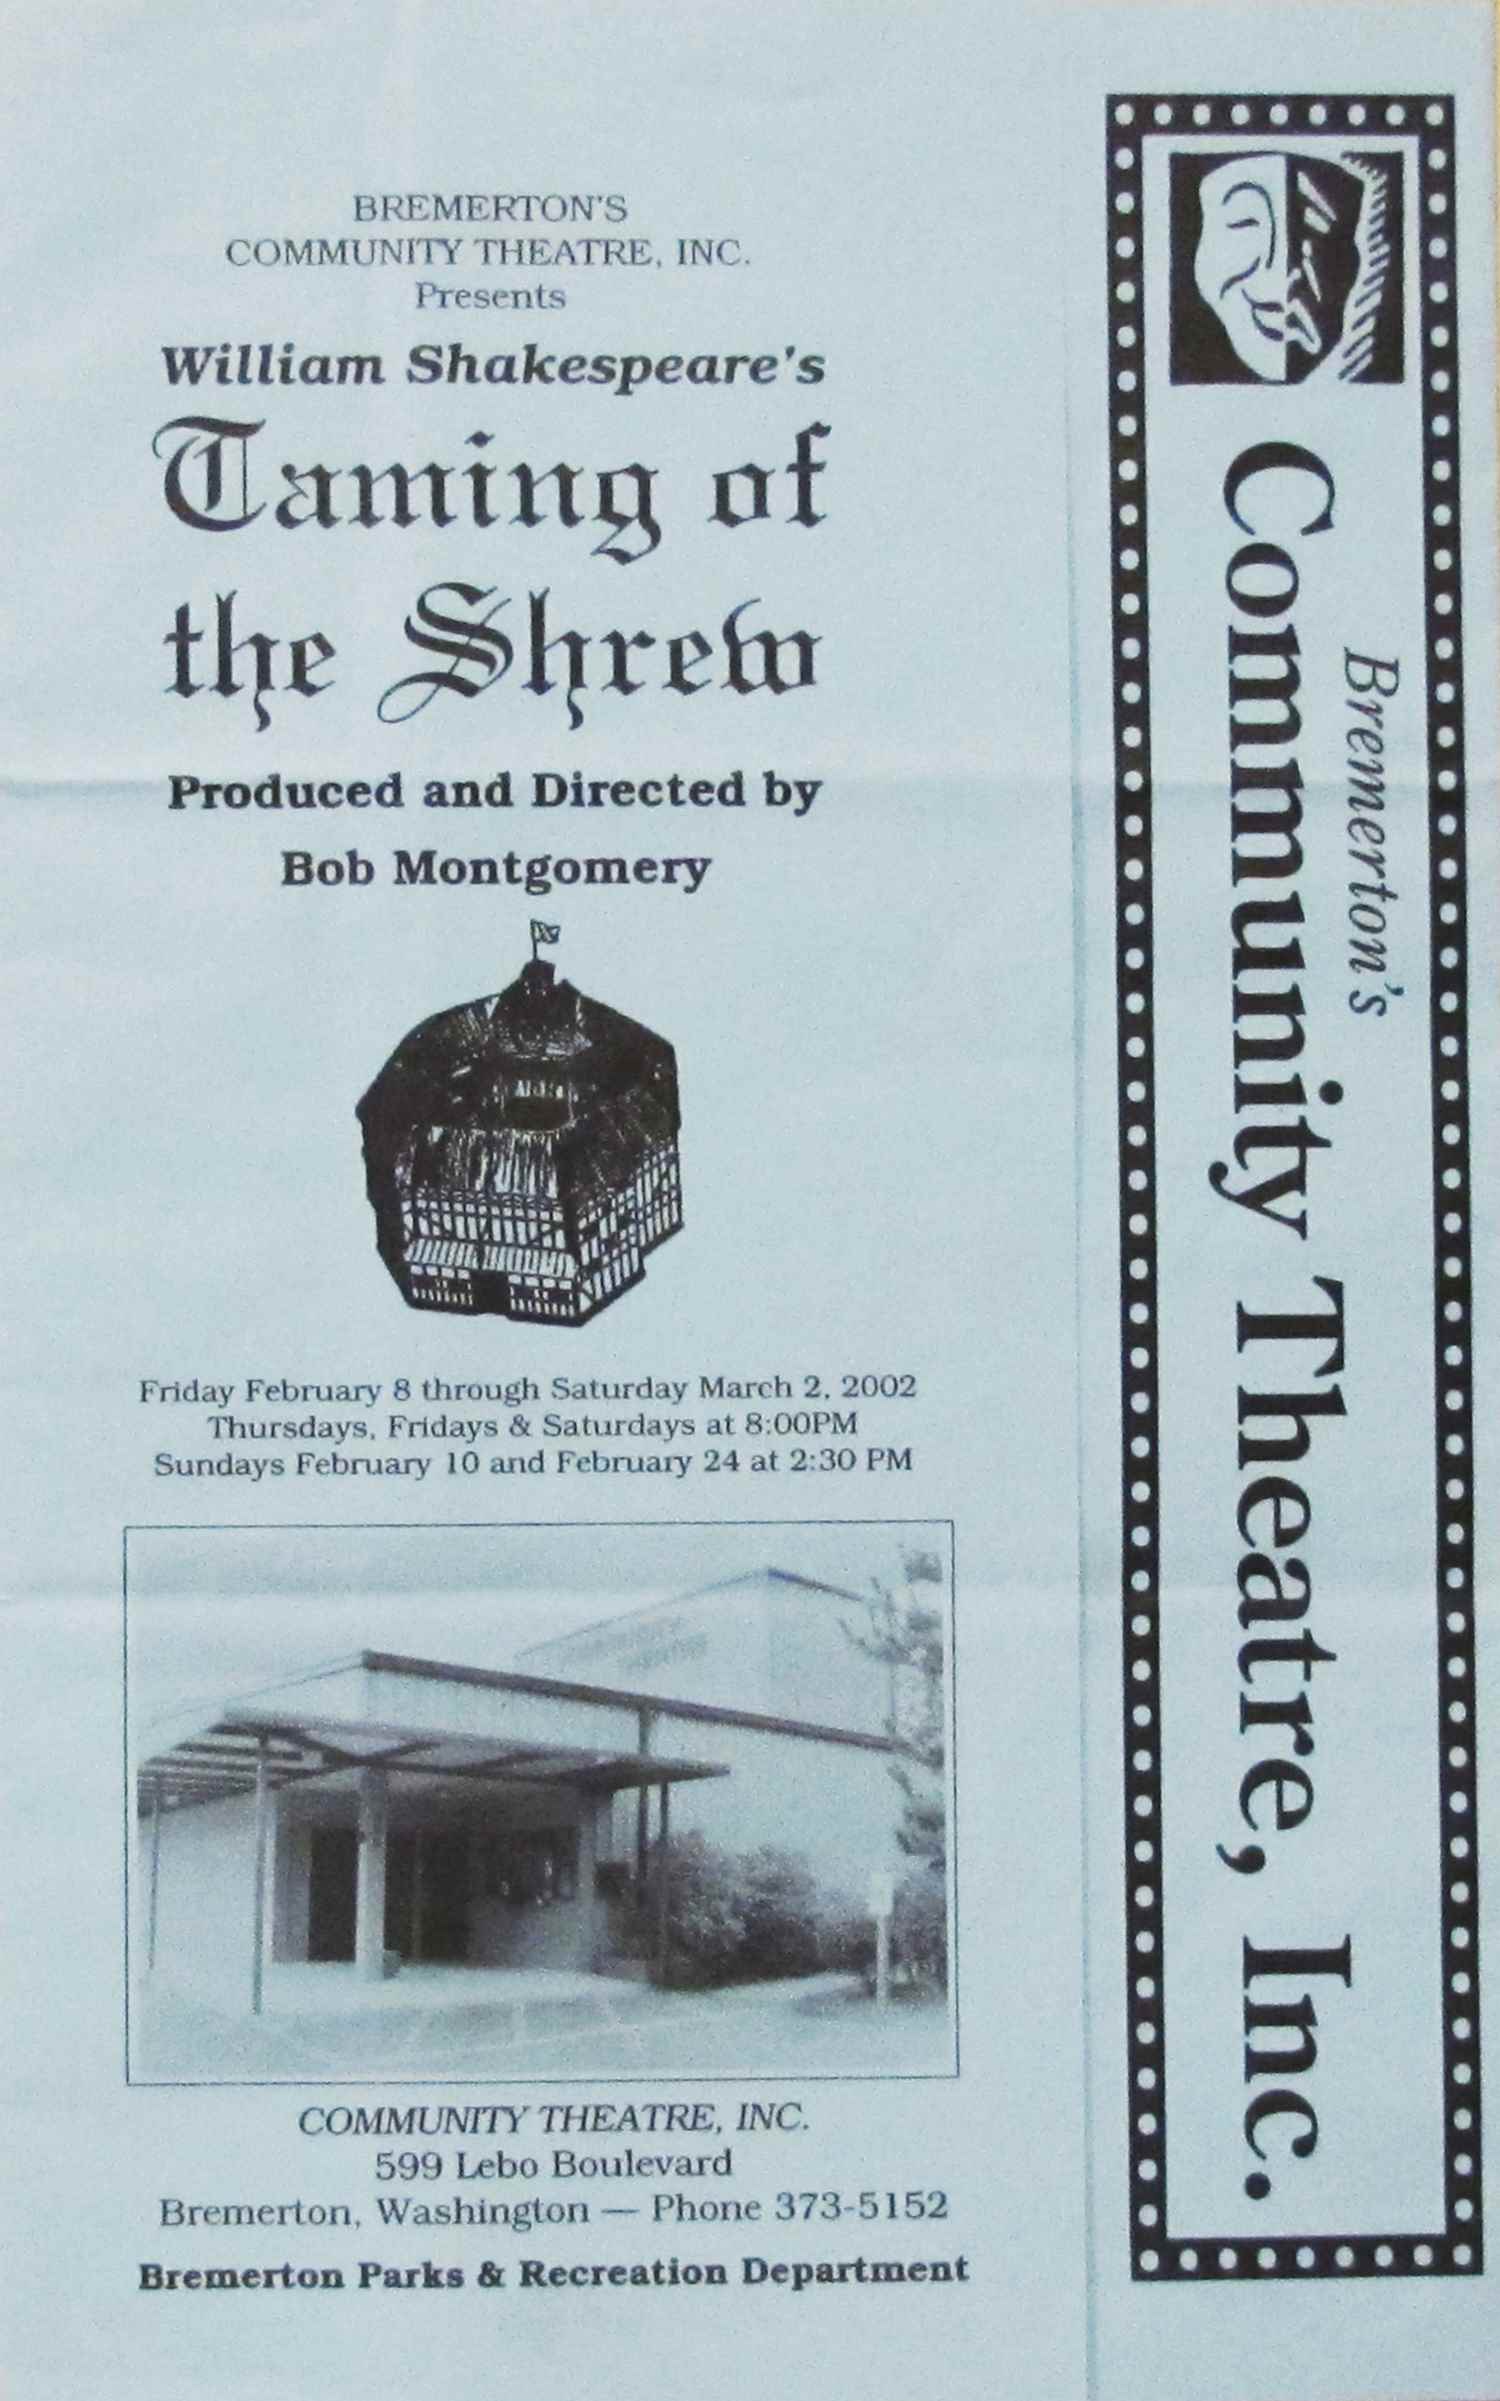 BREMERTON'S
COMMUNITY THEATRE, INC.
Presents
William Shakespeare's
Taming of
the Shrew
Produced and Directed by
Bob Montgomery
Friday February 8 through Saturday March 2, 2002
Thursdays, Fridays & Saturdays at 8:00PM
Sundays February 10 and February 24 at 2:30 PM
COMMUNITY THEATRE, INC.
599 Lebo Boulevard
Bremerton, Washington — Phone 373-5152
Bremerton Parks & Recreation Department
Bremerton's
Community Theatre, Inc.